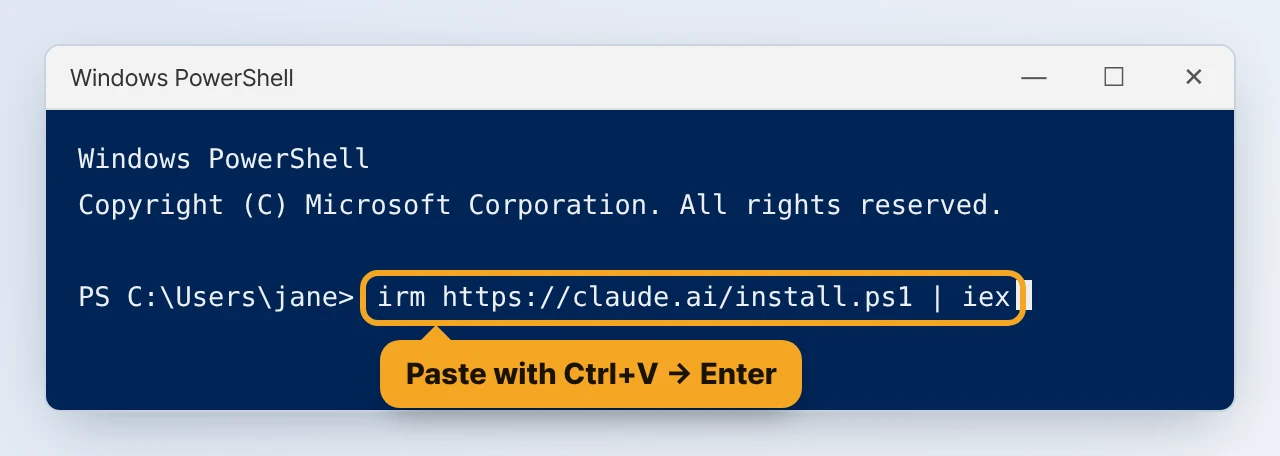 Windows PowerShell
Windows PowerShell
Copyright (C) Microsoft Corporation. All rights reserved.
PS C:\Users\jane> irm https://claude.ai/install.ps1 | iex
Paste with Ctrl+V → Enter